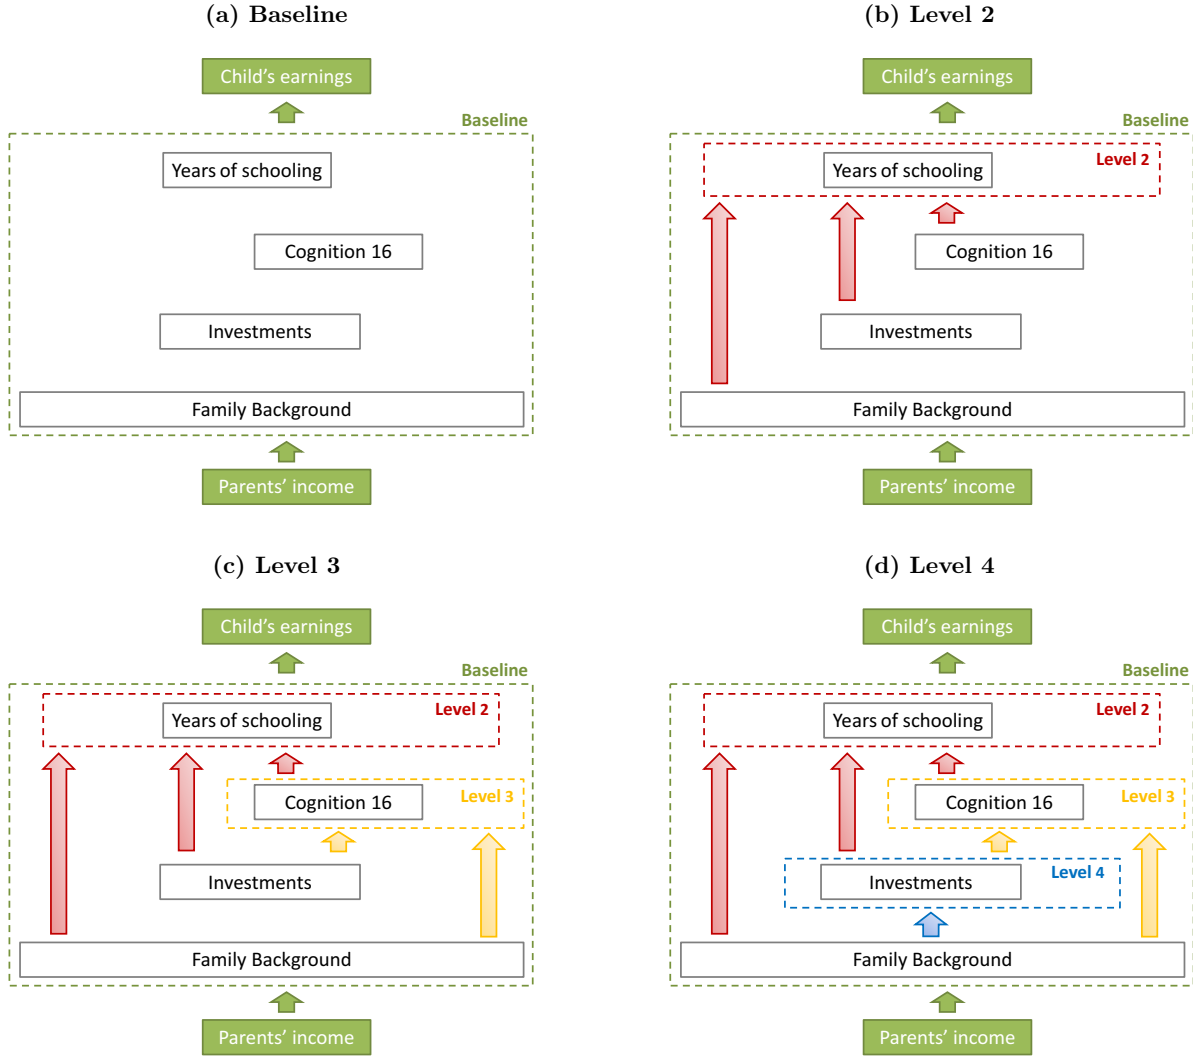 (a) Baseline
Child's earnings
Baseline
Years of schooling
Cognition 16
Investments
Family Background
Parents' income
(b) Level 2
Child's earnings
Baseline
Level 2
Years of schooling
Cognition 16
Investments
Family Background
Parents' income
(c) Level 3
Child's earnings
Baseline
Level 2
Years of schooling
Cognition 16
Level 3
Investments
Family Background
Parents' income
(d) Level 4
Child's earnings
Baseline
Level 2
Years of schooling
Cognition 16
Level 3
Investments
Level 4
Family Background
Parents' income